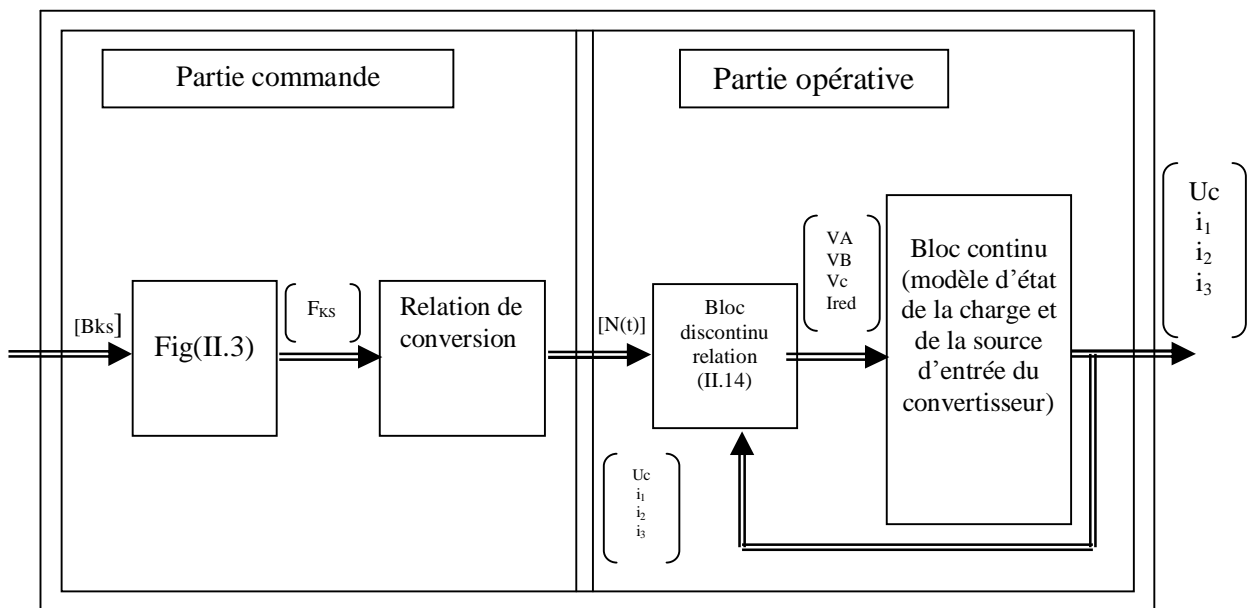 Partie commande
Partie opérative
[Bks]
Fig(II.3)
F_KS
Relation de
conversion
[N(t)]
Bloc
discontinu
relation
(II.14)
VA
VB
Vc
Ired
Bloc continu
(modèle d’état
de la charge et
de la source
d’entrée du
convertisseur)
Uc
i₁
i₂
i₃
Uc
i₁
i₂
i₃